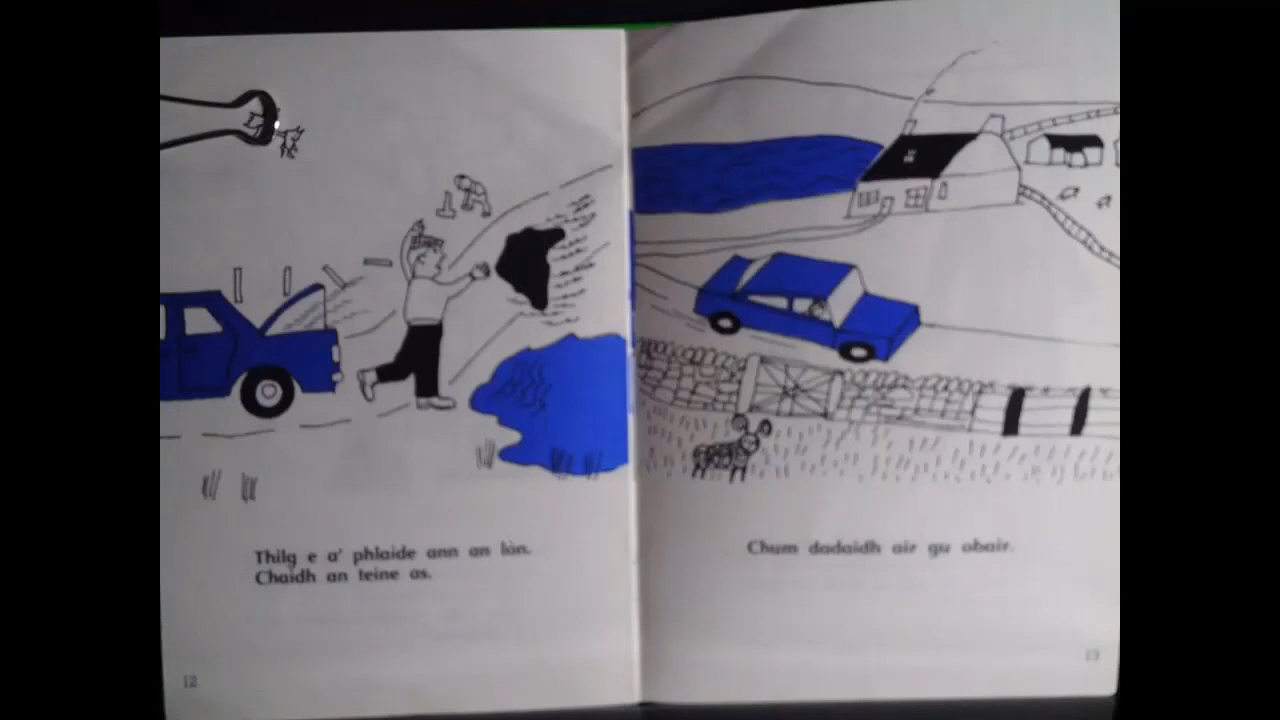 Thilg e a' phlaide ann an lòn.
Chaidh an teine as.
12
Chum dadaidh air gu obair.
13